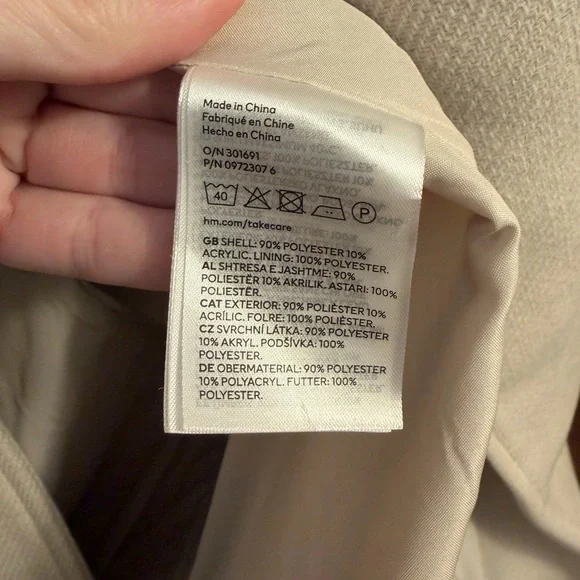 Made in China
Fabriqué en Chine
Hecho en China
O/N 301691
P/N 0972307 6
40 P
hm.com/takecare
GB SHELL: 90% POLYESTER 10%
ACRYLIC. LINING: 100% POLYESTER.
AL SHTRESA E JASHTME: 90%
POLIESTËR 10% AKRILIK. ASTARI: 100%
POLIESTËR.
CAT EXTERIOR: 90% POLIÈSTER 10%
ACRÍLIC. FOLRE: 100% POLIÈSTER.
CZ SVRCHNÍ LÁTKA: 90% POLYESTER
10% AKRYL. PODŠÍVKA: 100%
POLYESTER.
DE OBERMATERIAL: 90% POLYESTER
10% POLYACRYL. FUTTER: 100%
POLYESTER.